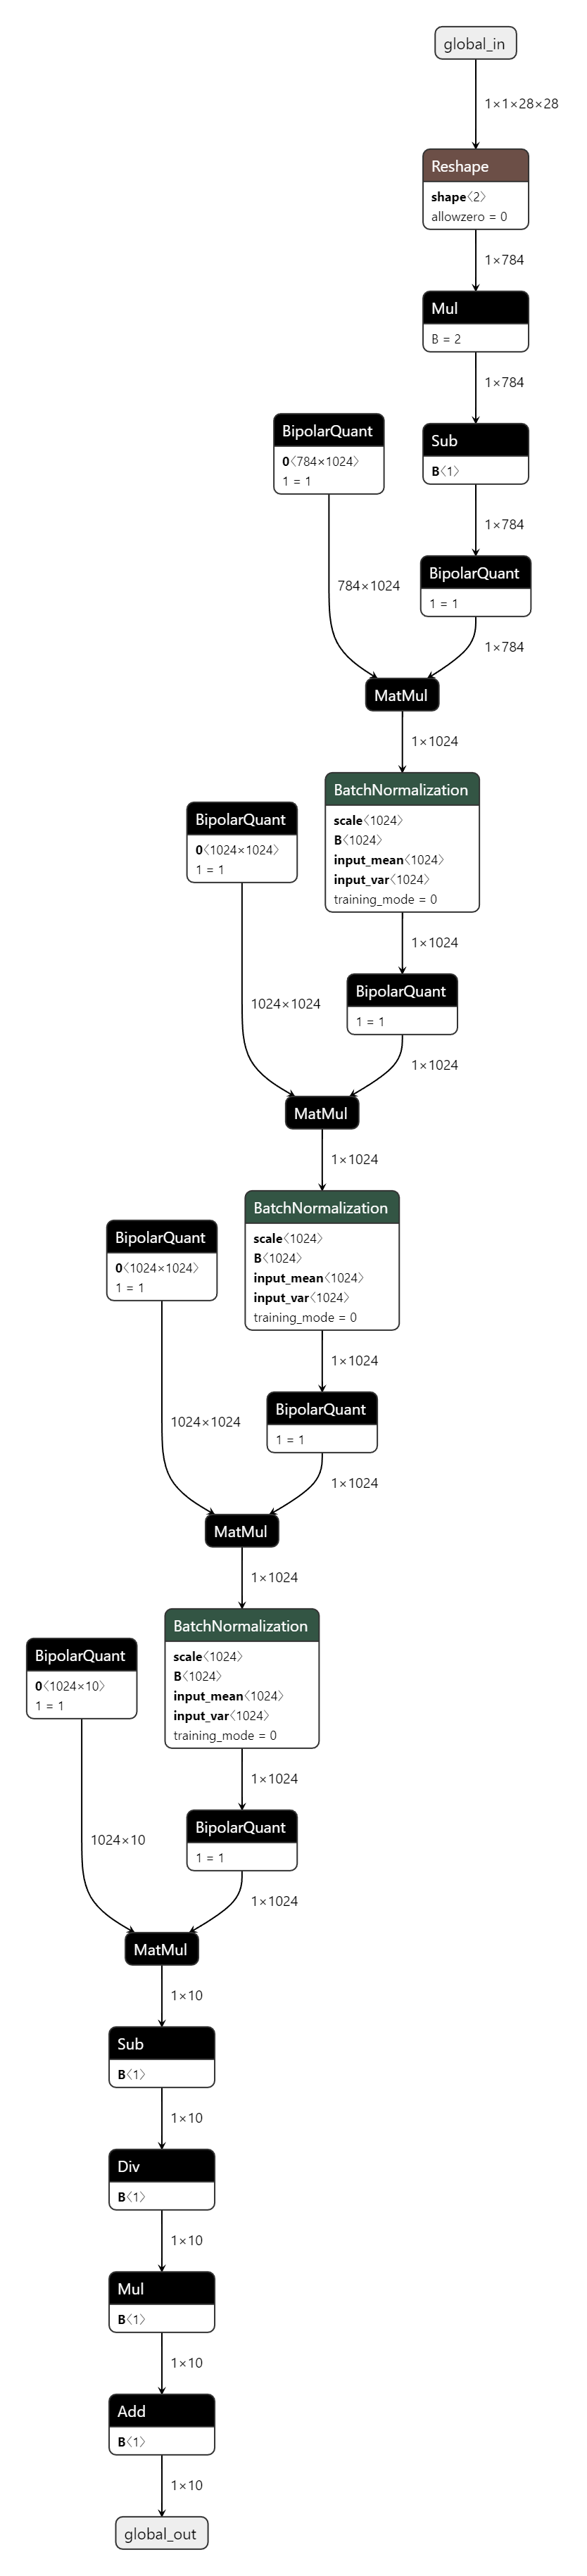 global_in
1×1×28×28
Reshape
shape〈2〉
allowzero = 0
1×784
Mul
B = 2
1×784
Sub
B〈1〉
1×784
BipolarQuant
0〈784×1024〉
1 = 1
784×1024
BipolarQuant
1 = 1
1×784
MatMul
1×1024
BatchNormalization
scale〈1024〉
B〈1024〉
input_mean〈1024〉
input_var〈1024〉
training_mode = 0
1×1024
BipolarQuant
0〈1024×1024〉
1 = 1
1024×1024
BipolarQuant
1 = 1
1×1024
MatMul
1×1024
BatchNormalization
scale〈1024〉
B〈1024〉
input_mean〈1024〉
input_var〈1024〉
training_mode = 0
1×1024
BipolarQuant
0〈1024×1024〉
1 = 1
1024×1024
BipolarQuant
1 = 1
1×1024
MatMul
1×1024
BatchNormalization
scale〈1024〉
B〈1024〉
input_mean〈1024〉
input_var〈1024〉
training_mode = 0
1×1024
BipolarQuant
0〈1024×10〉
1 = 1
1024×10
BipolarQuant
1 = 1
1×1024
MatMul
1×10
Sub
B〈1〉
1×10
Div
B〈1〉
1×10
Mul
B〈1〉
1×10
Add
B〈1〉
1×10
global_out